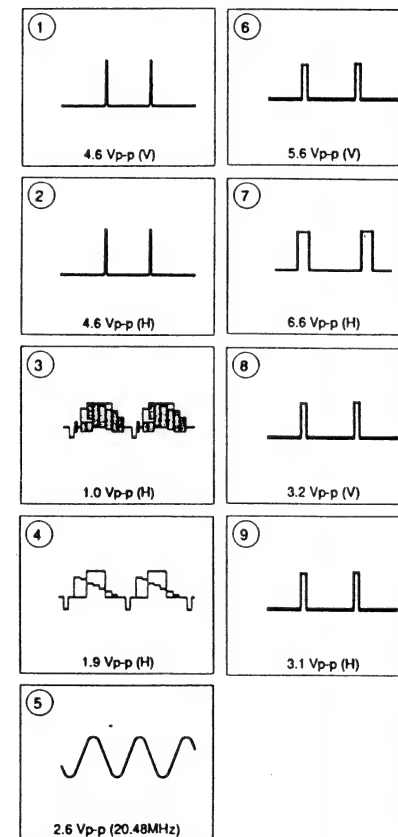 1
4.6 Vp-p (V)
2
4.6 Vp-p (H)
3
1.0 Vp-p (H)
4
1.9 Vp-p (H)
5
2.6 Vp-p (20.48MHz)
6
5.6 Vp-p (V)
7
6.6 Vp-p (H)
8
3.2 Vp-p (V)
9
3.1 Vp-p (H)